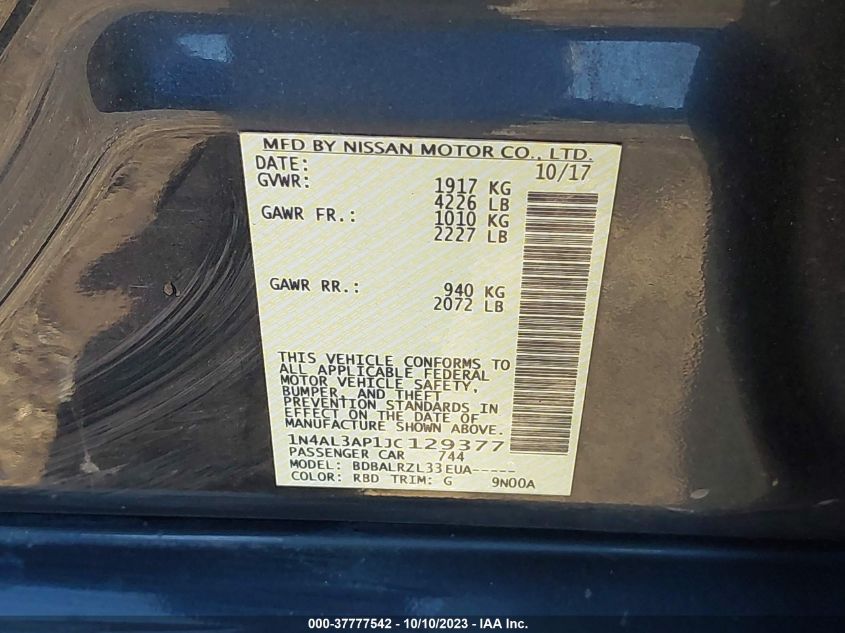 MFD BY NISSAN MOTOR CO., LTD.
DATE: 10/17
GVWR: 1917 KG
4226 LB
GAWR FR.: 1010 KG
2227 LB
GAWR RR.: 940 KG
2072 LB
THIS VEHICLE CONFORMS TO
ALL APPLICABLE FEDERAL
MOTOR VEHICLE SAFETY,
BUMPER, AND THEFT
PREVENTION STANDARDS IN
EFFECT ON THE DATE OF
MANUFACTURE SHOWN ABOVE.
1N4AL3AP1JC129377
PASSENGER CAR 744
MODEL: BDBALRZL33EUA-----
COLOR: RBD TRIM: G 9N00A
000-37777542 - 10/10/2023 - IAA Inc.